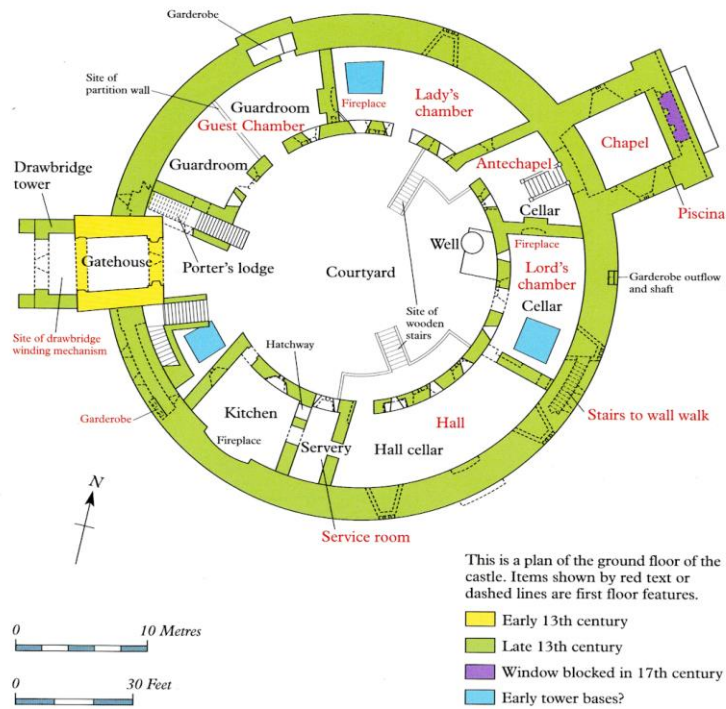 Garderobe
Site of
partition wall
Guardroom
Guest Chamber
Fireplace
Lady's
chamber
Chapel
Antechapel
Guardroom
Drawbridge
tower
Cellar
Piscina
Gatehouse
Porter's lodge
Well
Fireplace
Courtyard
Lord's
chamber
Cellar
Garderobe outflow
and shaft
Site of drawbridge
winding mechanism
Site of
wooden
stairs
Hatchway
Garderobe
Kitchen
Fireplace
Servery
Hall
Hall cellar
Stairs to wall walk
Service room
N
This is a plan of the ground floor of the
castle. Items shown by red text or
dashed lines are first floor features.
Early 13th century
Late 13th century
Window blocked in 17th century
Early tower bases?
0 10 Metres
0 30 Feet